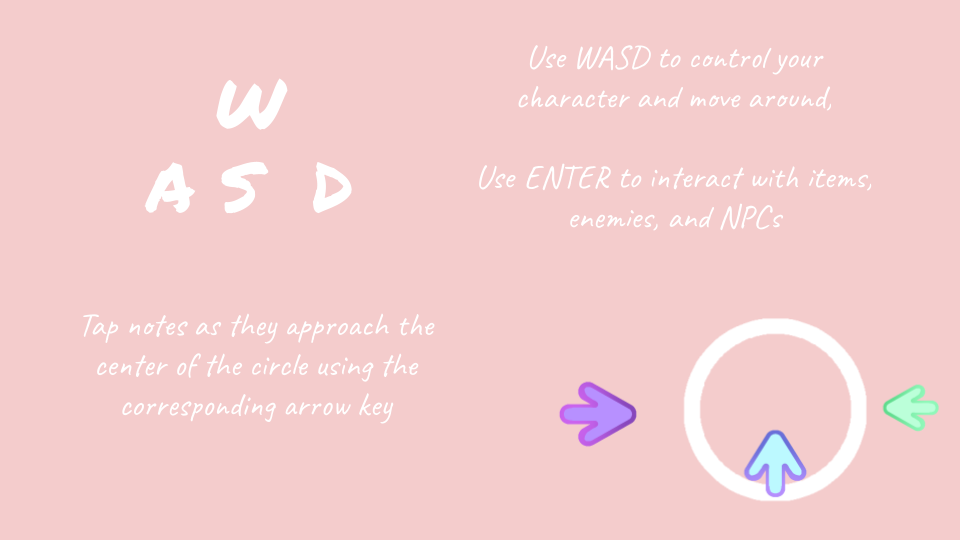 W
A S D
Use WASD to control your
character and move around,
Use ENTER to interact with items,
enemies, and NPCs
Tap notes as they approach the
center of the circle using the
corresponding arrow key